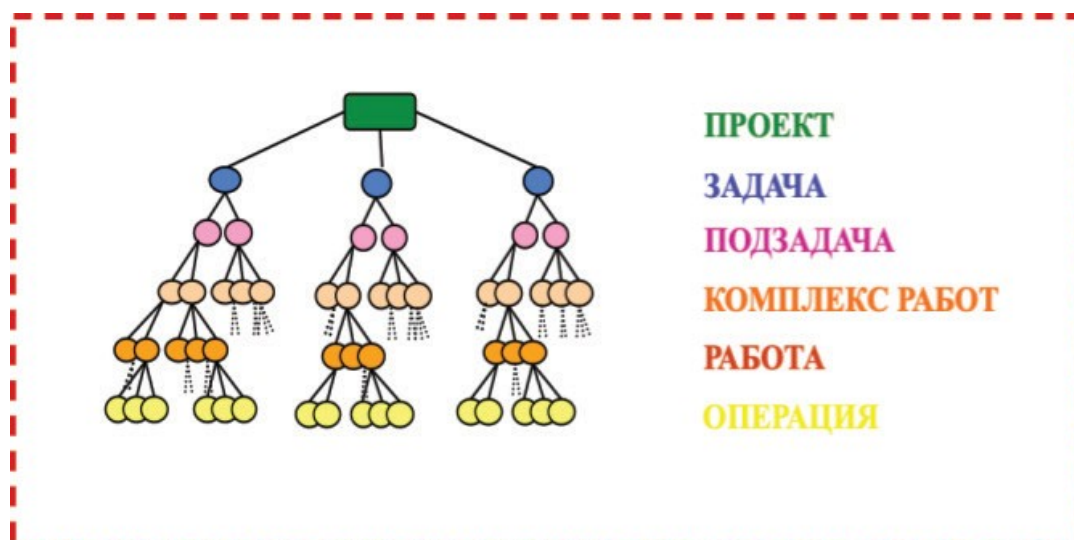 ПРОЕКТ
ЗАДАЧА
ПОДЗАДАЧА
КОМПЛЕКС РАБОТ
РАБОТА
ОПЕРАЦИЯ